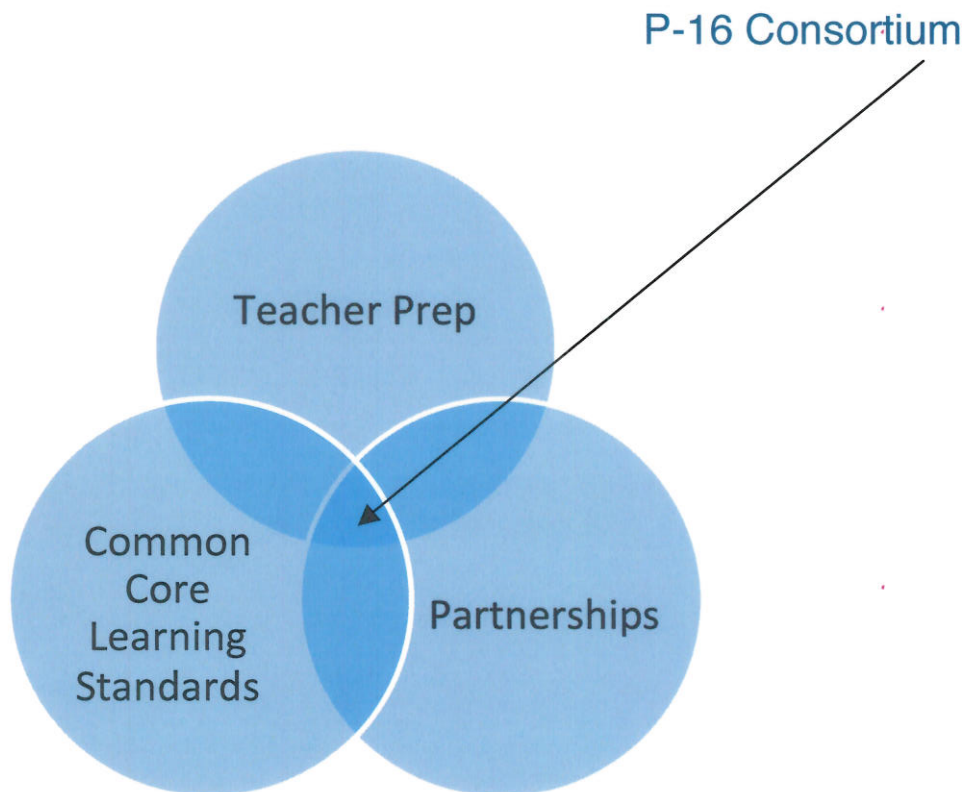 P-16 Consortium
Teacher Prep
Common
Core
Learning
Standards
Partnerships